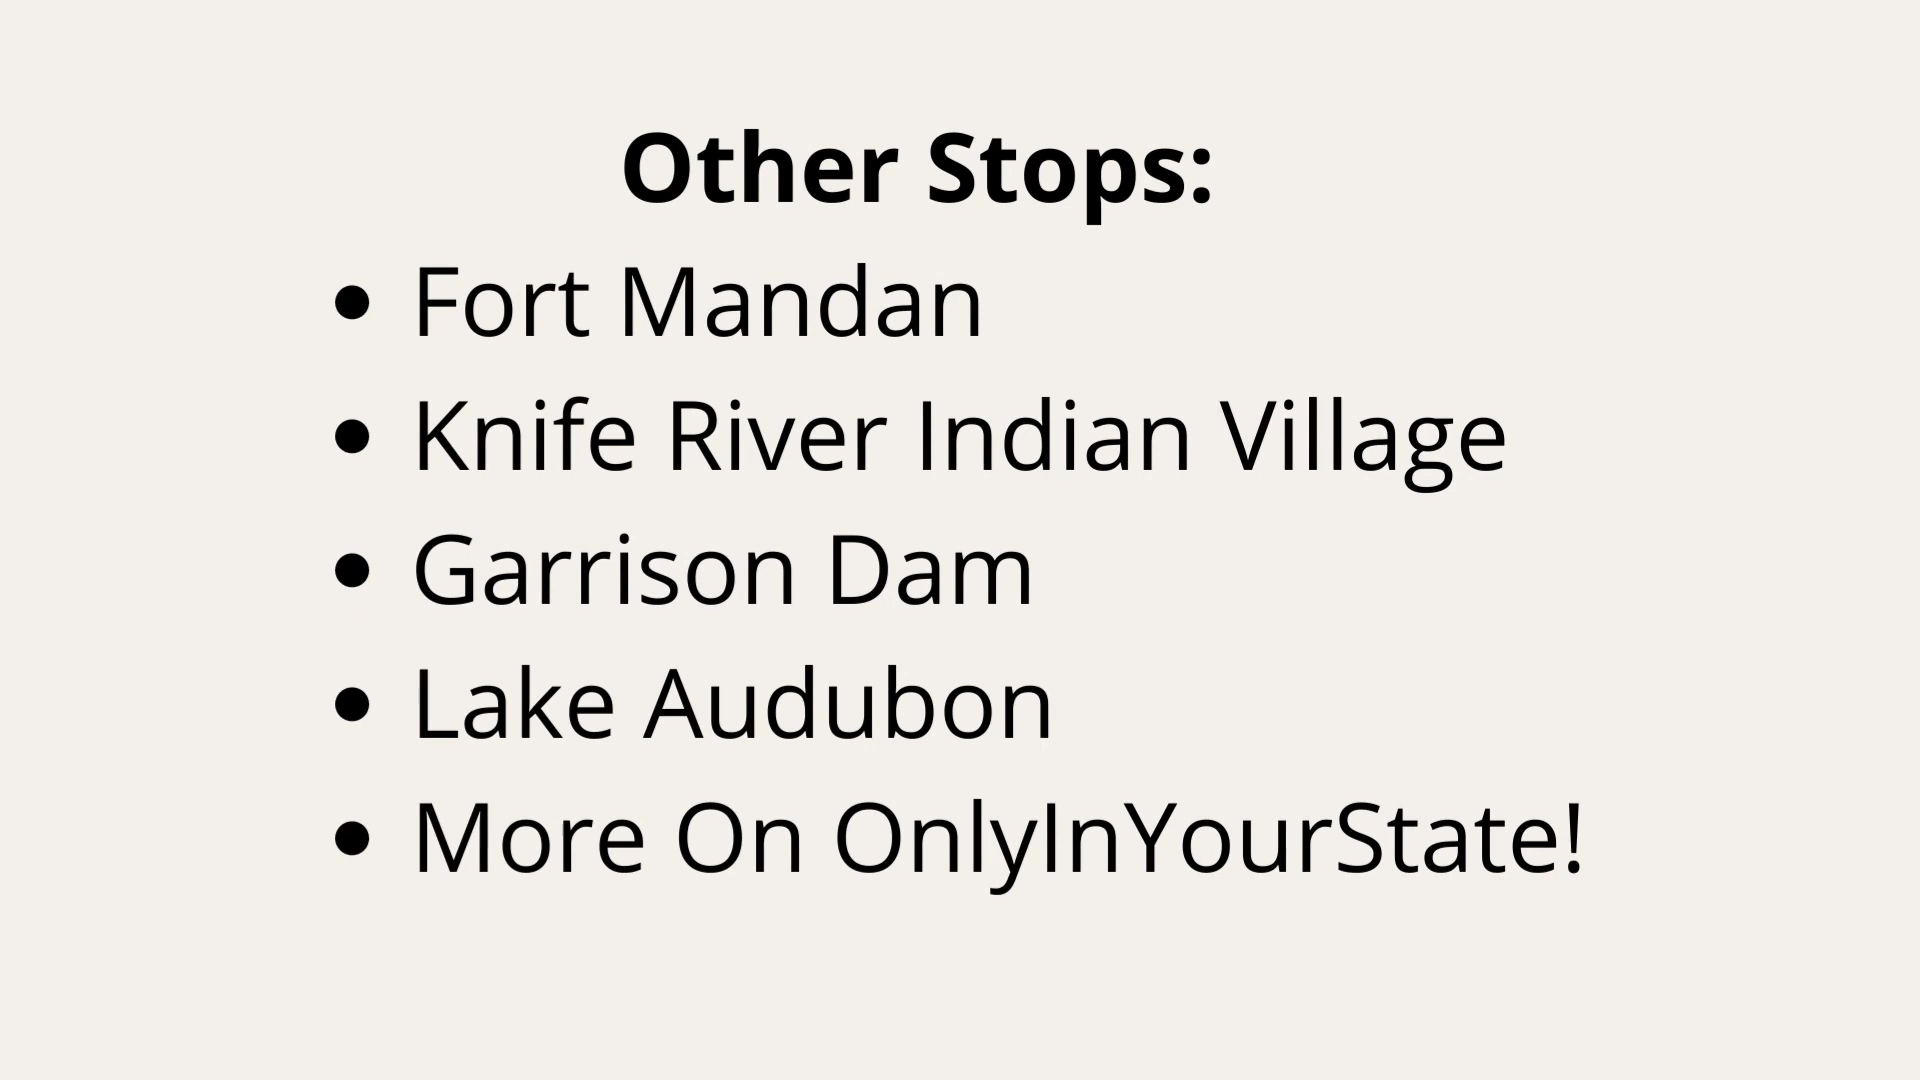 Other Stops:
• Fort Mandan
• Knife River Indian Village
• Garrison Dam
• Lake Audubon
• More On OnlyInYourState!